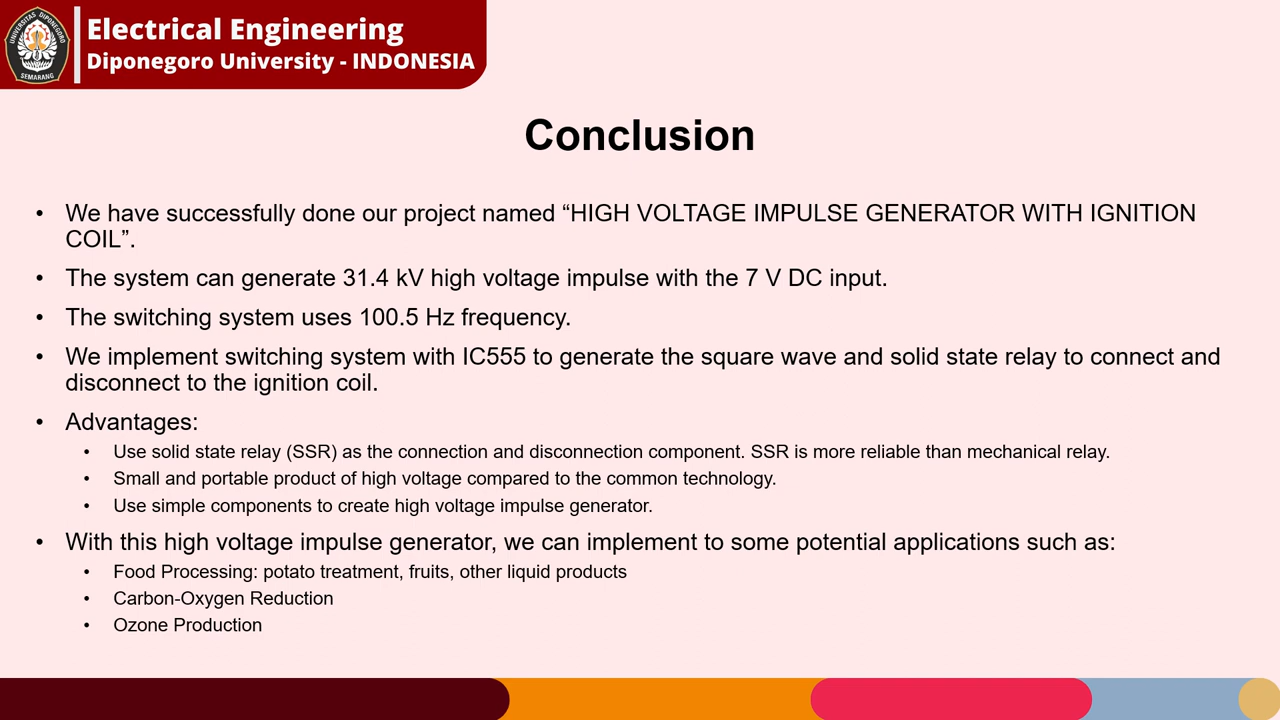 UNIVERSITAS DIPONEGORO
SEMARANG
Electrical Engineering
Diponegoro University - INDONESIA
Conclusion
• We have successfully done our project named “HIGH VOLTAGE IMPULSE GENERATOR WITH IGNITION
COIL”.
• The system can generate 31.4 kV high voltage impulse with the 7 V DC input.
• The switching system uses 100.5 Hz frequency.
• We implement switching system with IC555 to generate the square wave and solid state relay to connect and
disconnect to the ignition coil.
• Advantages:
• Use solid state relay (SSR) as the connection and disconnection component. SSR is more reliable than mechanical relay.
• Small and portable product of high voltage compared to the common technology.
• Use simple components to create high voltage impulse generator.
• With this high voltage impulse generator, we can implement to some potential applications such as:
• Food Processing: potato treatment, fruits, other liquid products
• Carbon-Oxygen Reduction
• Ozone Production